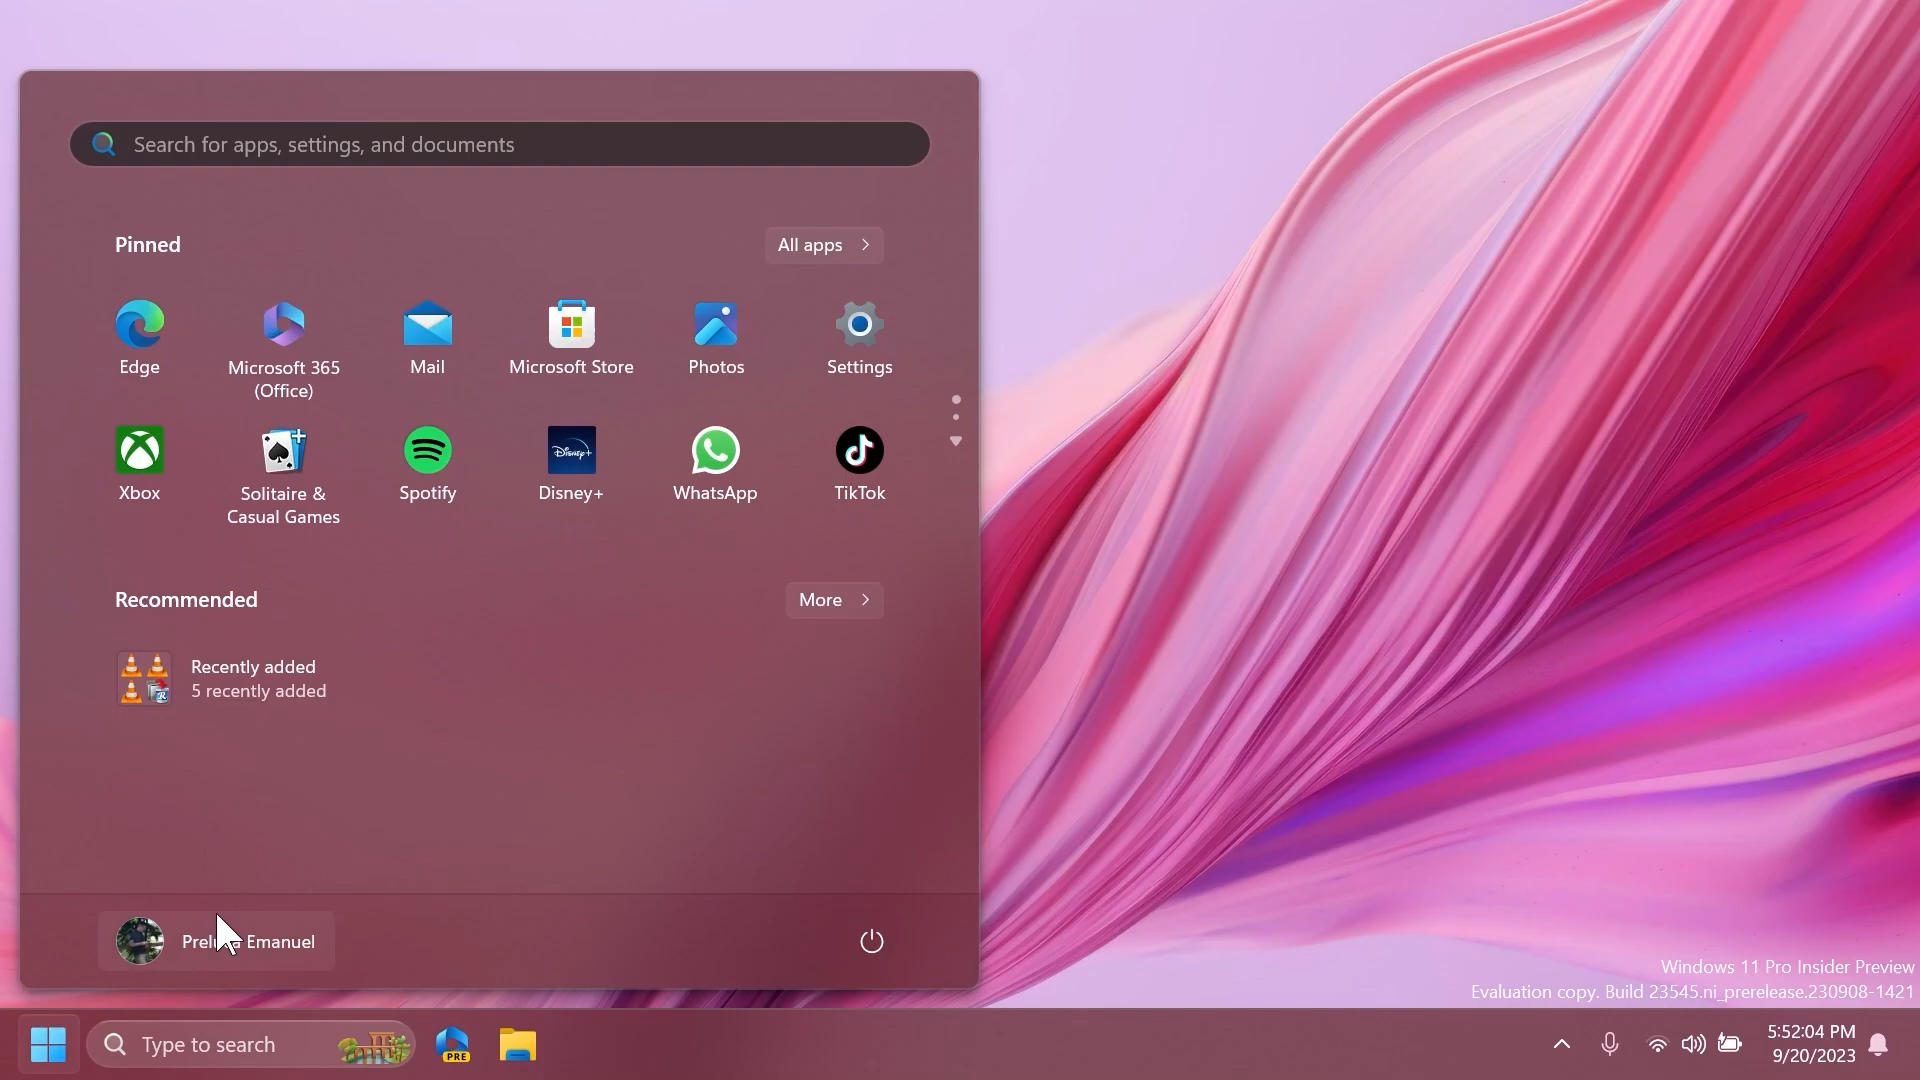 Search for apps, settings, and documents
Pinned
All apps
Edge
Microsoft 365
(Office)
Mail
Microsoft Store
Photos
Settings
Xbox
Solitaire &
Casual Games
Spotify
Disney+
Disney+
WhatsApp
TikTok
Recommended
More
Recently added
5 recently added
Emanuel
Windows 11 Pro Insider Preview
Evaluation copy. Build 23545.ni_prerelease.230908-1421
Type to search
PRE
5:52:04 PM
9/20/2023